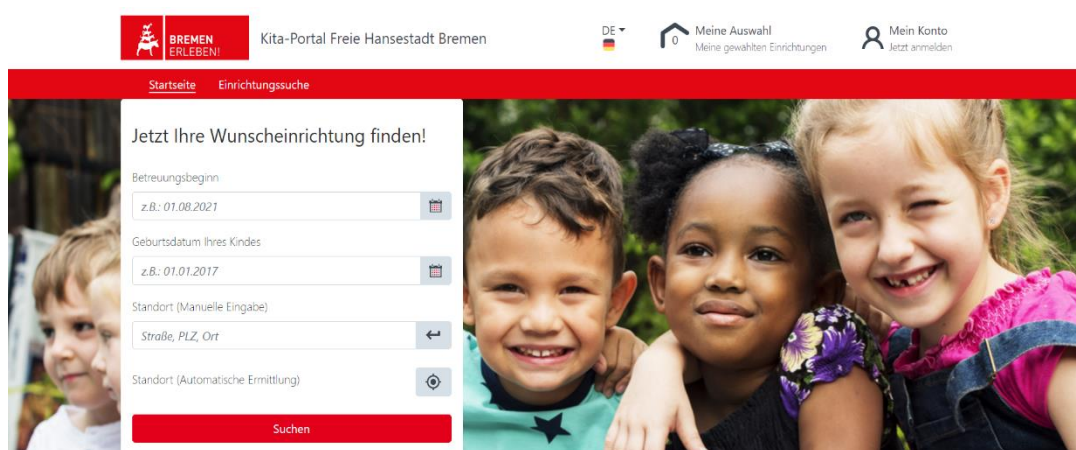 BREMEN
ERLEBEN!
Kita-Portal Freie Hansestadt Bremen
DE
0
Meine Auswahl
Meine gewählten Einrichtungen
Mein Konto
Jetzt anmelden
Startseite
Einrichtungssuche
Jetzt Ihre Wunscheinrichtung finden!
Betreuungsbeginn
z.B.: 01.08.2021
Geburtsdatum Ihres Kindes
z.B.: 01.01.2017
Standort (Manuelle Eingabe)
Straße, PLZ, Ort
Standort (Automatische Ermittlung)
Suchen